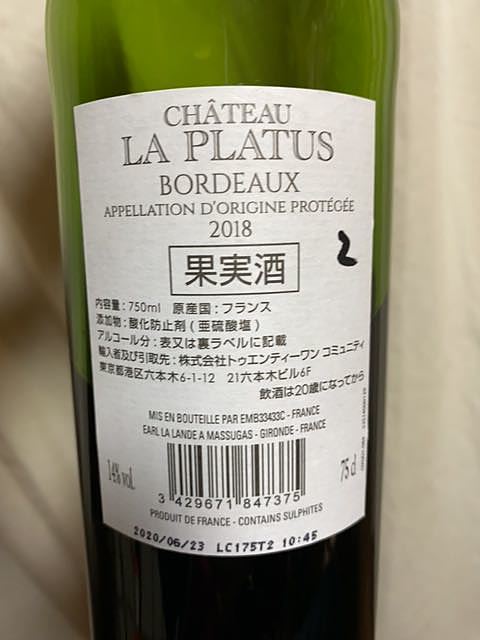 CHÂTEAU
LA PLATUS
BORDEAUX
APPELLATION D'ORIGINE PROTÉGÉE
2018
2
果実酒
内容量:750ml 原産国:フランス
添加物:酸化防止剤(亜硫酸塩)
アルコール分:表又は裏ラベルに記載
輸入者及び引取先:株式会社トゥエンティーワン コミュニティ
東京都港区六本木6-1-12 21六本木ビル6F
飲酒は20歳になってから
MIS EN BOUTEILLE PAR EMB33433C - FRANCE
EARL LA LANDE A MASSUGAS - GIRONDE - FRANCE
14% vol.
75 cl
3 429671 847375
PRODUIT DE FRANCE - CONTAINS SULPHITES
2020/06/23 LC175T2 10:45